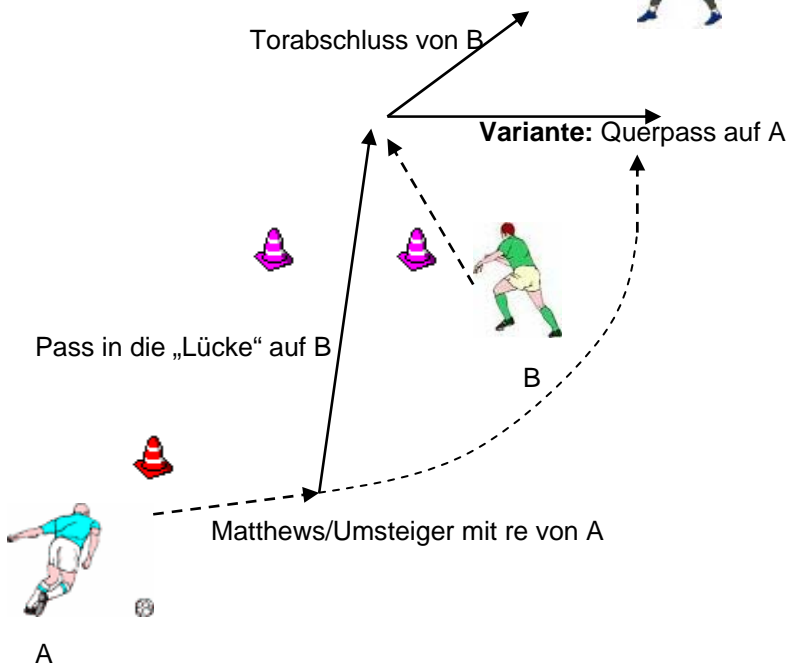 Torabschluss von B
Variante: Querpass auf A
Pass in die „Lücke“ auf B
B
Matthews/Umsteiger mit re von A
A